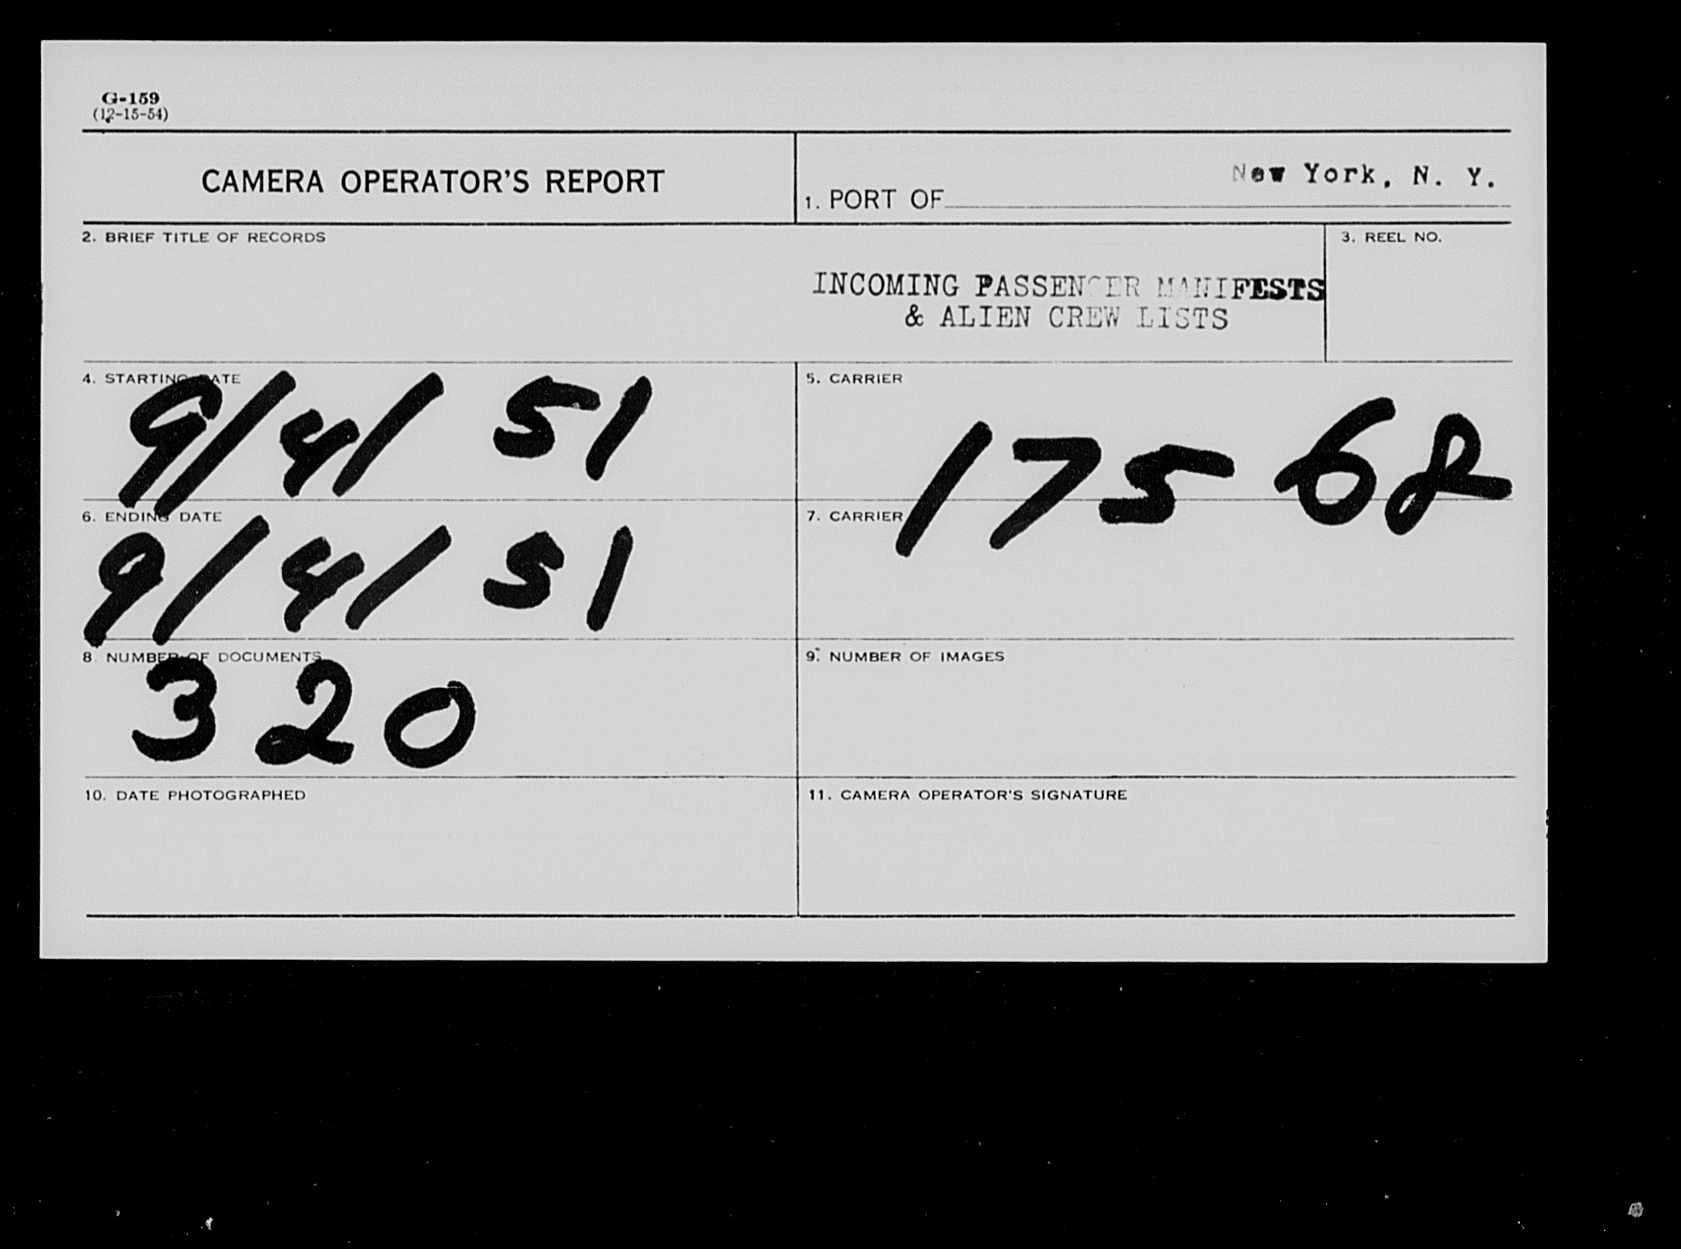 G-159
(12-15-54)
CAMERA OPERATOR'S REPORT
1. PORT OF New York, N. Y.
2. BRIEF TITLE OF RECORDS
INCOMING PASSENGER MANIFESTS
& ALIEN CREW LISTS
3. REEL NO.
4. STARTING DATE
9/4/51
5. CARRIER
17568
6. ENDING DATE
9/4/51
7. CARRIER
8. NUMBER OF DOCUMENTS
320
9. NUMBER OF IMAGES
10. DATE PHOTOGRAPHED
11. CAMERA OPERATOR'S SIGNATURE